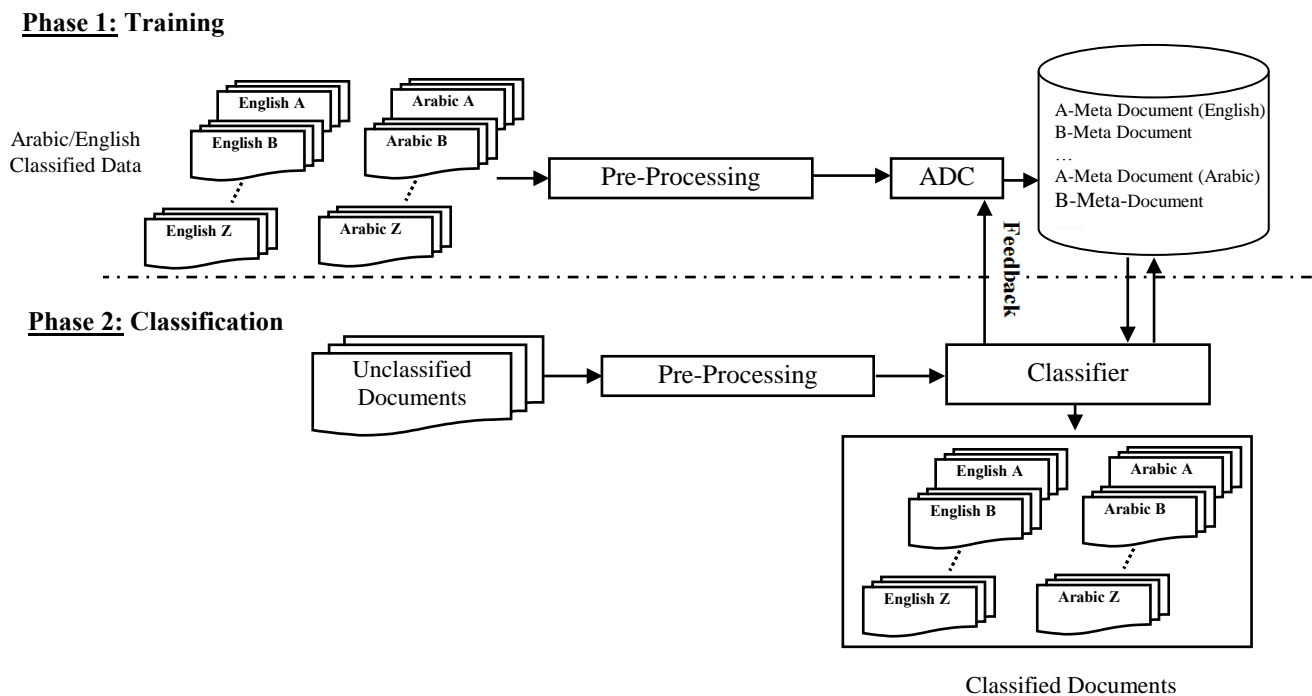 Phase 1: Training
Arabic/English
Classified Data
English A
English B
English Z
Arabic A
Arabic B
Arabic Z
Pre-Processing
ADC
A-Meta Document (English)
B-Meta Document
…
A-Meta Document (Arabic)
B-Meta-Document
.....
Feedback
Phase 2: Classification
Unclassified
Documents
Pre-Processing
Classifier
English A
English B
English Z
Arabic A
Arabic B
Arabic Z
Classified Documents